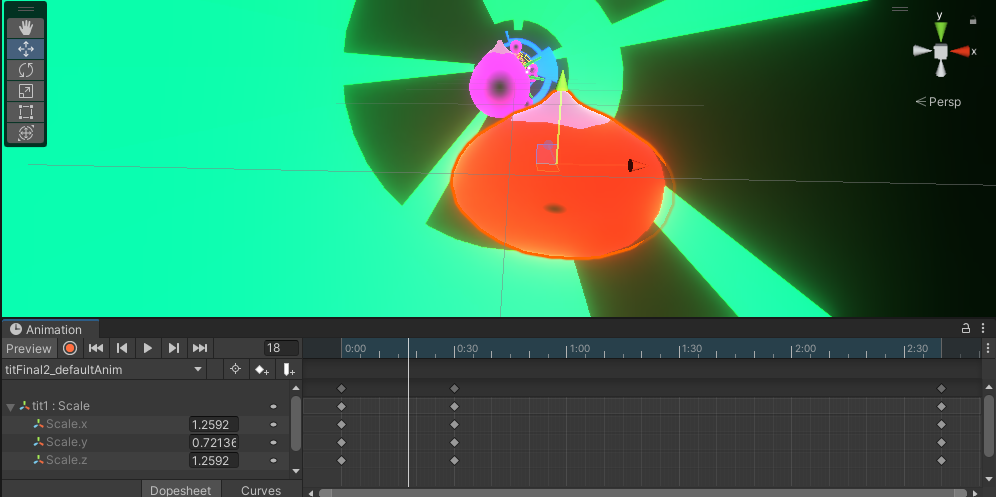 y
x
Persp
Animation
Preview
18
0:00
0:30
1:00
1:30
2:00
2:30
titFinal2_defaultAnim
tit1 : Scale
Scale.x
1.2592
Scale.y
0.72136
Scale.z
1.2592
Dopesheet
Curves